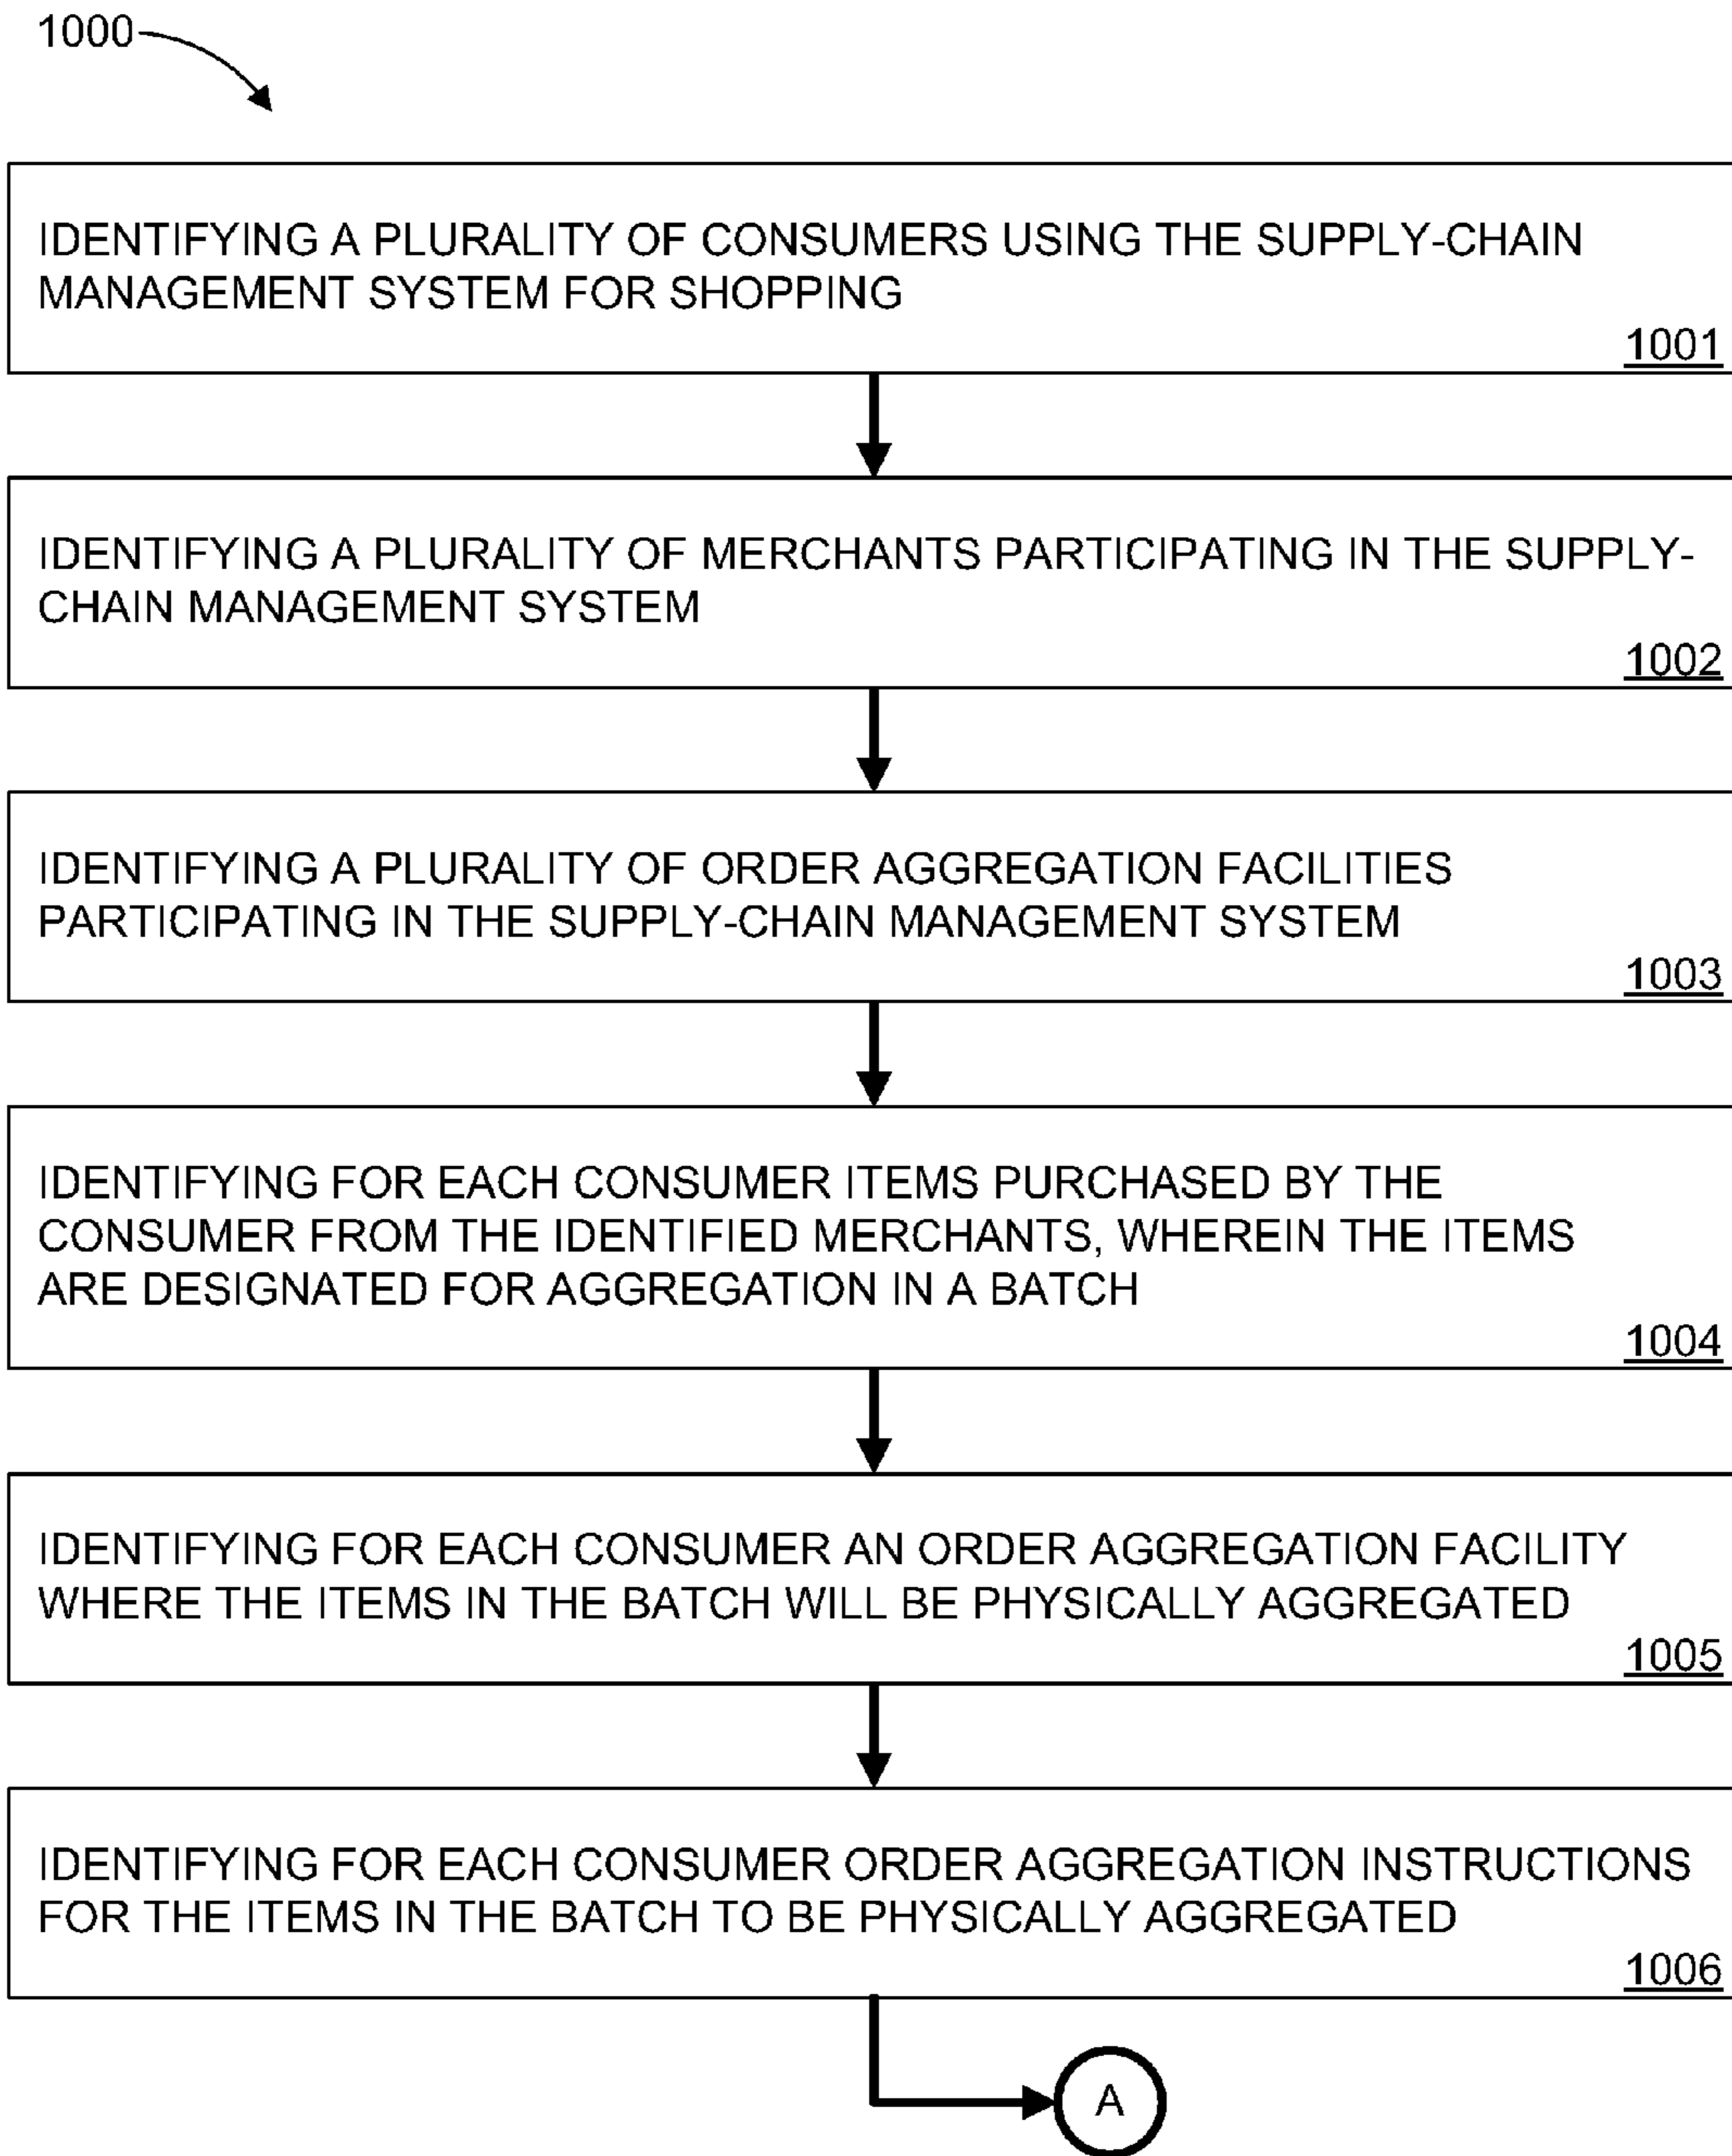 1000
IDENTIFYING A PLURALITY OF CONSUMERS USING THE SUPPLY-CHAIN
MANAGEMENT SYSTEM FOR SHOPPING
1001
IDENTIFYING A PLURALITY OF MERCHANTS PARTICIPATING IN THE SUPPLY-
CHAIN MANAGEMENT SYSTEM
1002
IDENTIFYING A PLURALITY OF ORDER AGGREGATION FACILITIES
PARTICIPATING IN THE SUPPLY-CHAIN MANAGEMENT SYSTEM
1003
IDENTIFYING FOR EACH CONSUMER ITEMS PURCHASED BY THE
CONSUMER FROM THE IDENTIFIED MERCHANTS, WHEREIN THE ITEMS
ARE DESIGNATED FOR AGGREGATION IN A BATCH
1004
IDENTIFYING FOR EACH CONSUMER AN ORDER AGGREGATION FACILITY
WHERE THE ITEMS IN THE BATCH WILL BE PHYSICALLY AGGREGATED
1005
IDENTIFYING FOR EACH CONSUMER ORDER AGGREGATION INSTRUCTIONS
FOR THE ITEMS IN THE BATCH TO BE PHYSICALLY AGGREGATED
1006
A